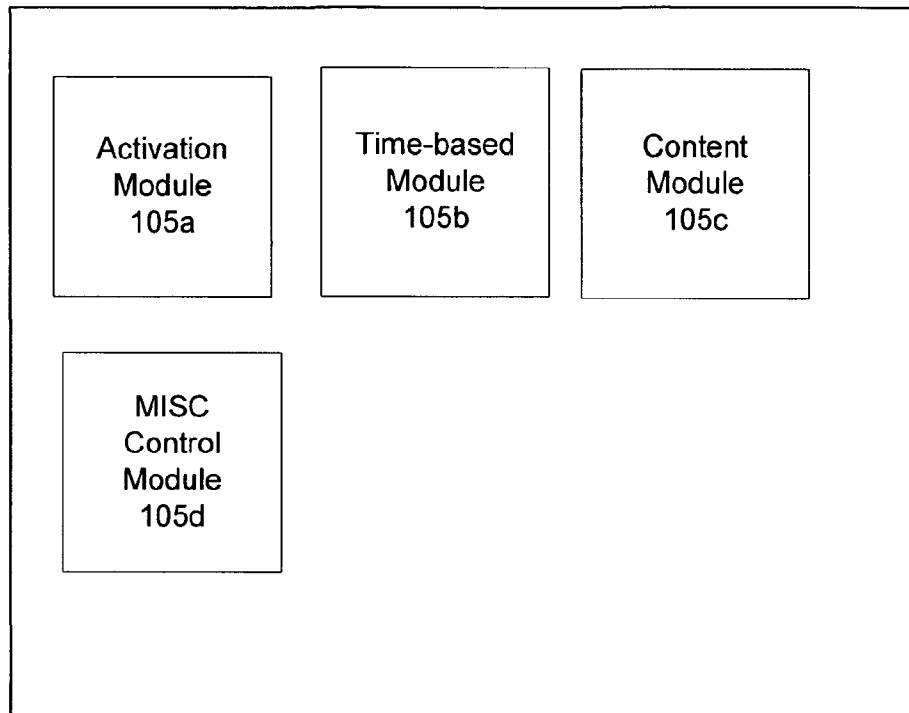 Activation
Module
105a
Time-based
Module
105b
Content
Module
105c
MISC
Control
Module
105d